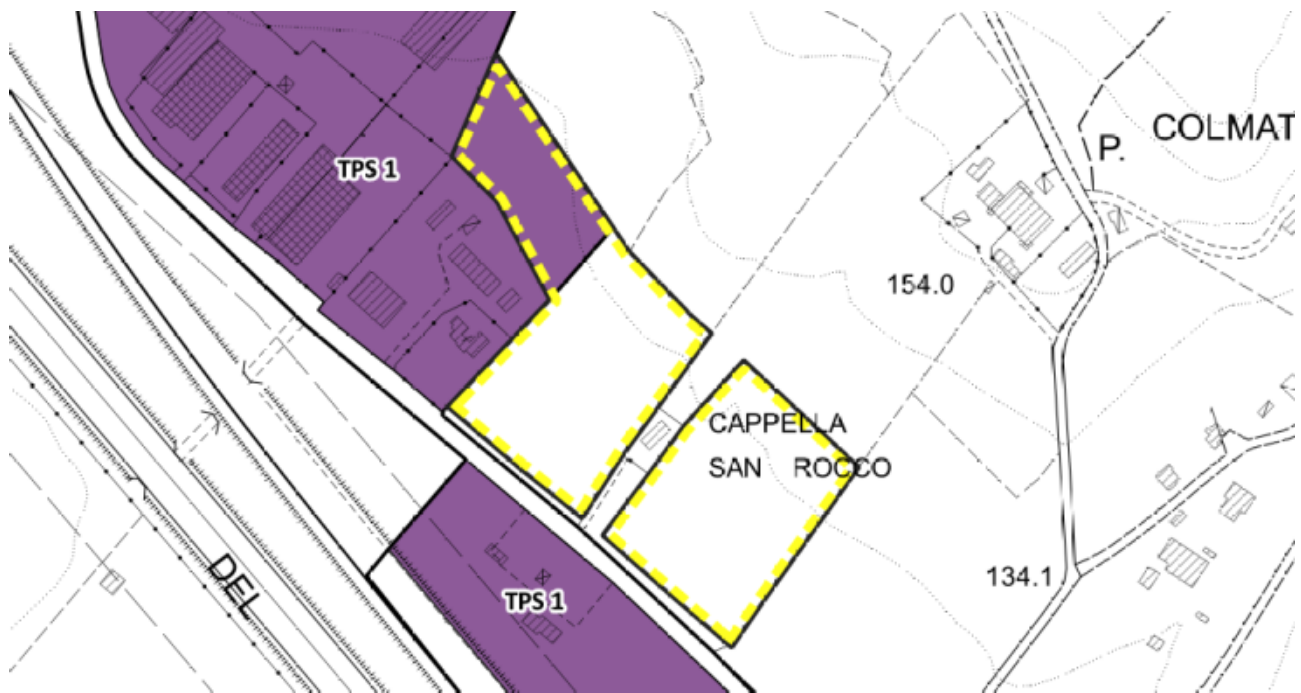 COLMAT
P.
TPS 1
154.0
CAPPELLA
SAN ROCCO
134.1
DEL
TPS 1